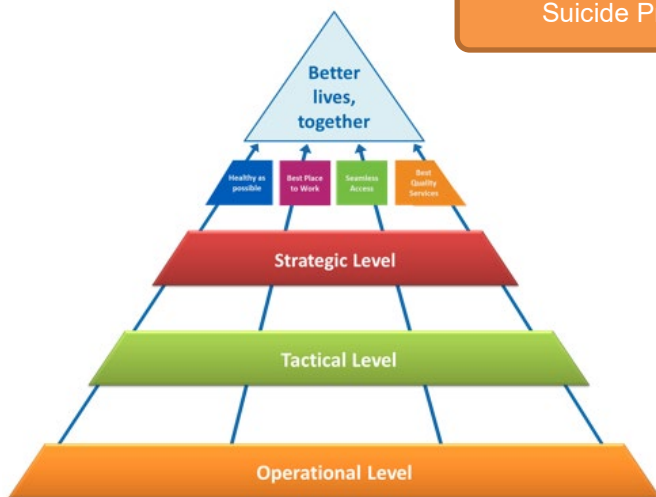 Suicide P
Better
lives,
together
Healthy as
possible
Best Place
to Work
Seamless
Access
Best
Quality
Services
Strategic Level
Tactical Level
Operational Level